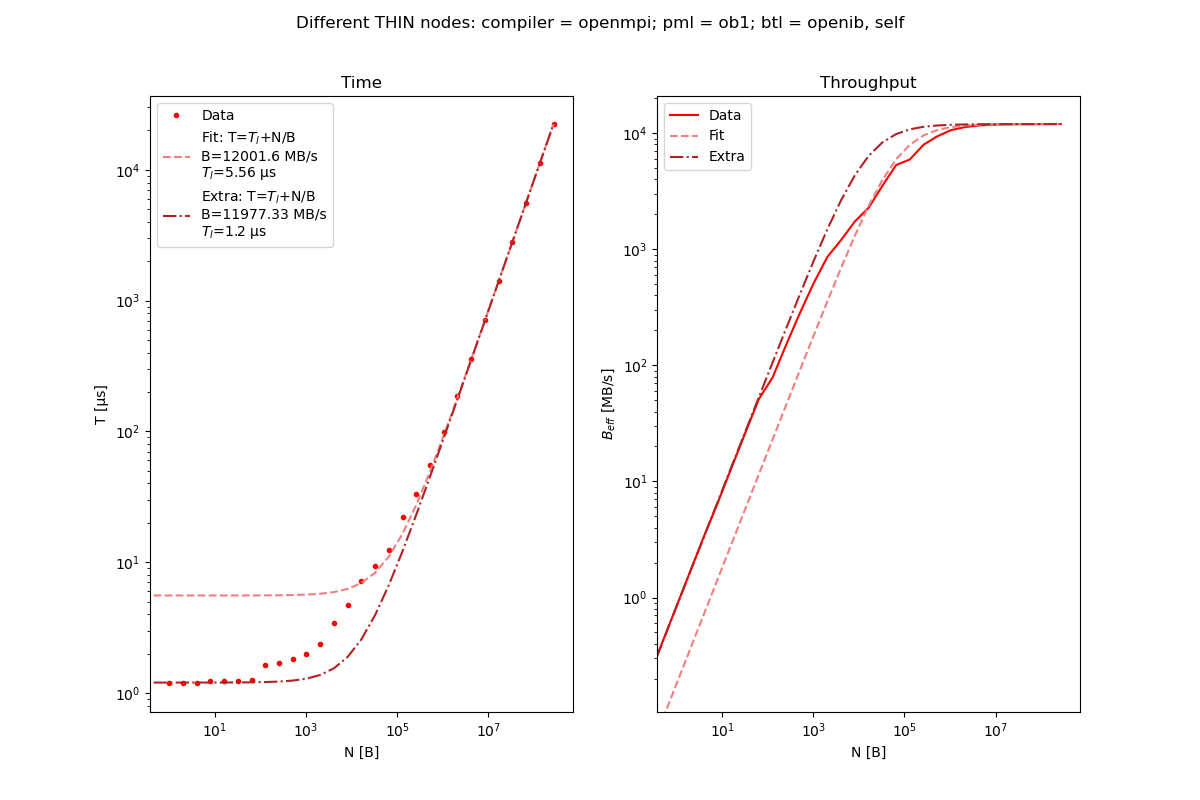 Different THIN nodes: compiler = openmpi; pml = ob1; btl = openib, self
Time
Data
Fit: T=T_l+N/B
B=12001.6 MB/s
T_l=5.56 µs
Extra: T=T_l+N/B
B=11977.33 MB/s
T_l=1.2 µs
T [µs]
10^4
10^3
10^2
10^1
10^0
10^1 10^3 10^5 10^7
N [B]
Throughput
Data
Fit
Extra
B_eff [MB/s]
10^4
10^3
10^2
10^1
10^0
10^1 10^3 10^5 10^7
N [B]